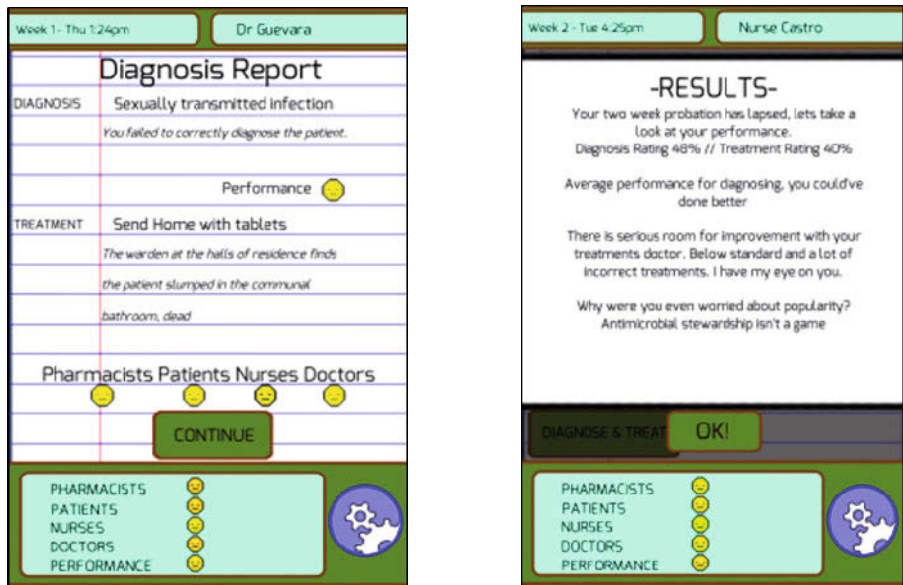 Week 1 - Thu 1:24pm
Dr Guevara
Diagnosis Report
DIAGNOSIS Sexually transmitted infection
You failed to correctly diagnose the patient.
Performance
TREATMENT Send Home with tablets
The warden at the halls of residence finds
the patient slumped in the communal
bathroom, dead
Pharmacists Patients Nurses Doctors
CONTINUE
PHARMACISTS
PATIENTS
NURSES
DOCTORS
PERFORMANCE
Week 2 - Tue 4:25pm
Nurse Castro
-RESULTS-
Your two week probation has lapsed, lets take a
look at your performance.
Diagnosis Rating 48% // Treatment Rating 40%
Average performance for diagnosing, you could've
done better
There is serious room for improvement with your
treatments doctor. Below standard and a lot of
incorrect treatments. I have my eye on you.
Why were you even worried about popularity?
Antimicrobial stewardship isn't a game
DIAGNOSE & TREAT
OK!
PHARMACISTS
PATIENTS
NURSES
DOCTORS
PERFORMANCE